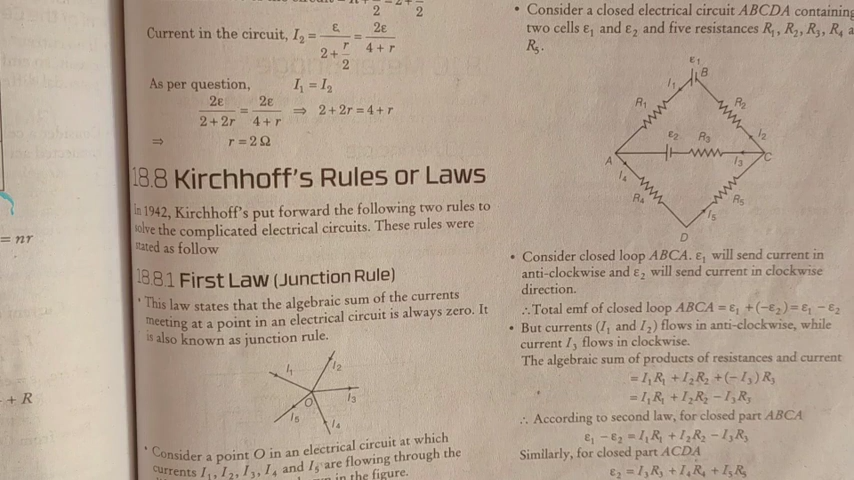 2 2
Current in the circuit, I₂ = ε / (2 + r/2) = 2ε / (4 + r)
As per question, I₁ = I₂
2ε / (2 + 2r) = 2ε / (4 + r) ⇒ 2 + 2r = 4 + r
⇒ r = 2 Ω
18.8 Kirchhoff's Rules or Laws
In 1942, Kirchhoff's put forward the following two rules to
solve the complicated electrical circuits. These rules were
stated as follow
18.8.1 First Law (Junction Rule)
• This law states that the algebraic sum of the currents
meeting at a point in an electrical circuit is always zero. It
is also known as junction rule.
I₁ I₂
I₃
O
I₅ I₄
• Consider a point O in an electrical circuit at which
currents I₁, I₂, I₃, I₄ and I₅ are flowing through the
in the figure.
= nr
+ R
• Consider a closed electrical circuit ABCDA containing
two cells ε₁ and ε₂ and five resistances R₁, R₂, R₃, R₄
R₅.
ε₁
I₁ B
R₁ R₂
ε₂ R₃ I₂
A I₃ C
I₄
R₄ R₅
I₅
D
• Consider closed loop ABCA. ε₁ will send current in
anti-clockwise and ε₂ will send current in clockwise
direction.
∴ Total emf of closed loop ABCA = ε₁ + (−ε₂) = ε₁ − ε₂
• But currents (I₁ and I₂) flows in anti-clockwise, while
current I₃ flows in clockwise.
The algebraic sum of products of resistances and current
= I₁R₁ + I₂R₂ + (−I₃)R₃
= I₁R₁ + I₂R₂ − I₃R₃
∴ According to second law, for closed part ABCA
ε₁ − ε₂ = I₁R₁ + I₂R₂ − I₃R₃
Similarly, for closed part ACDA
ε₂ = I₃R₃ + I₄R₄ + I₅R₅